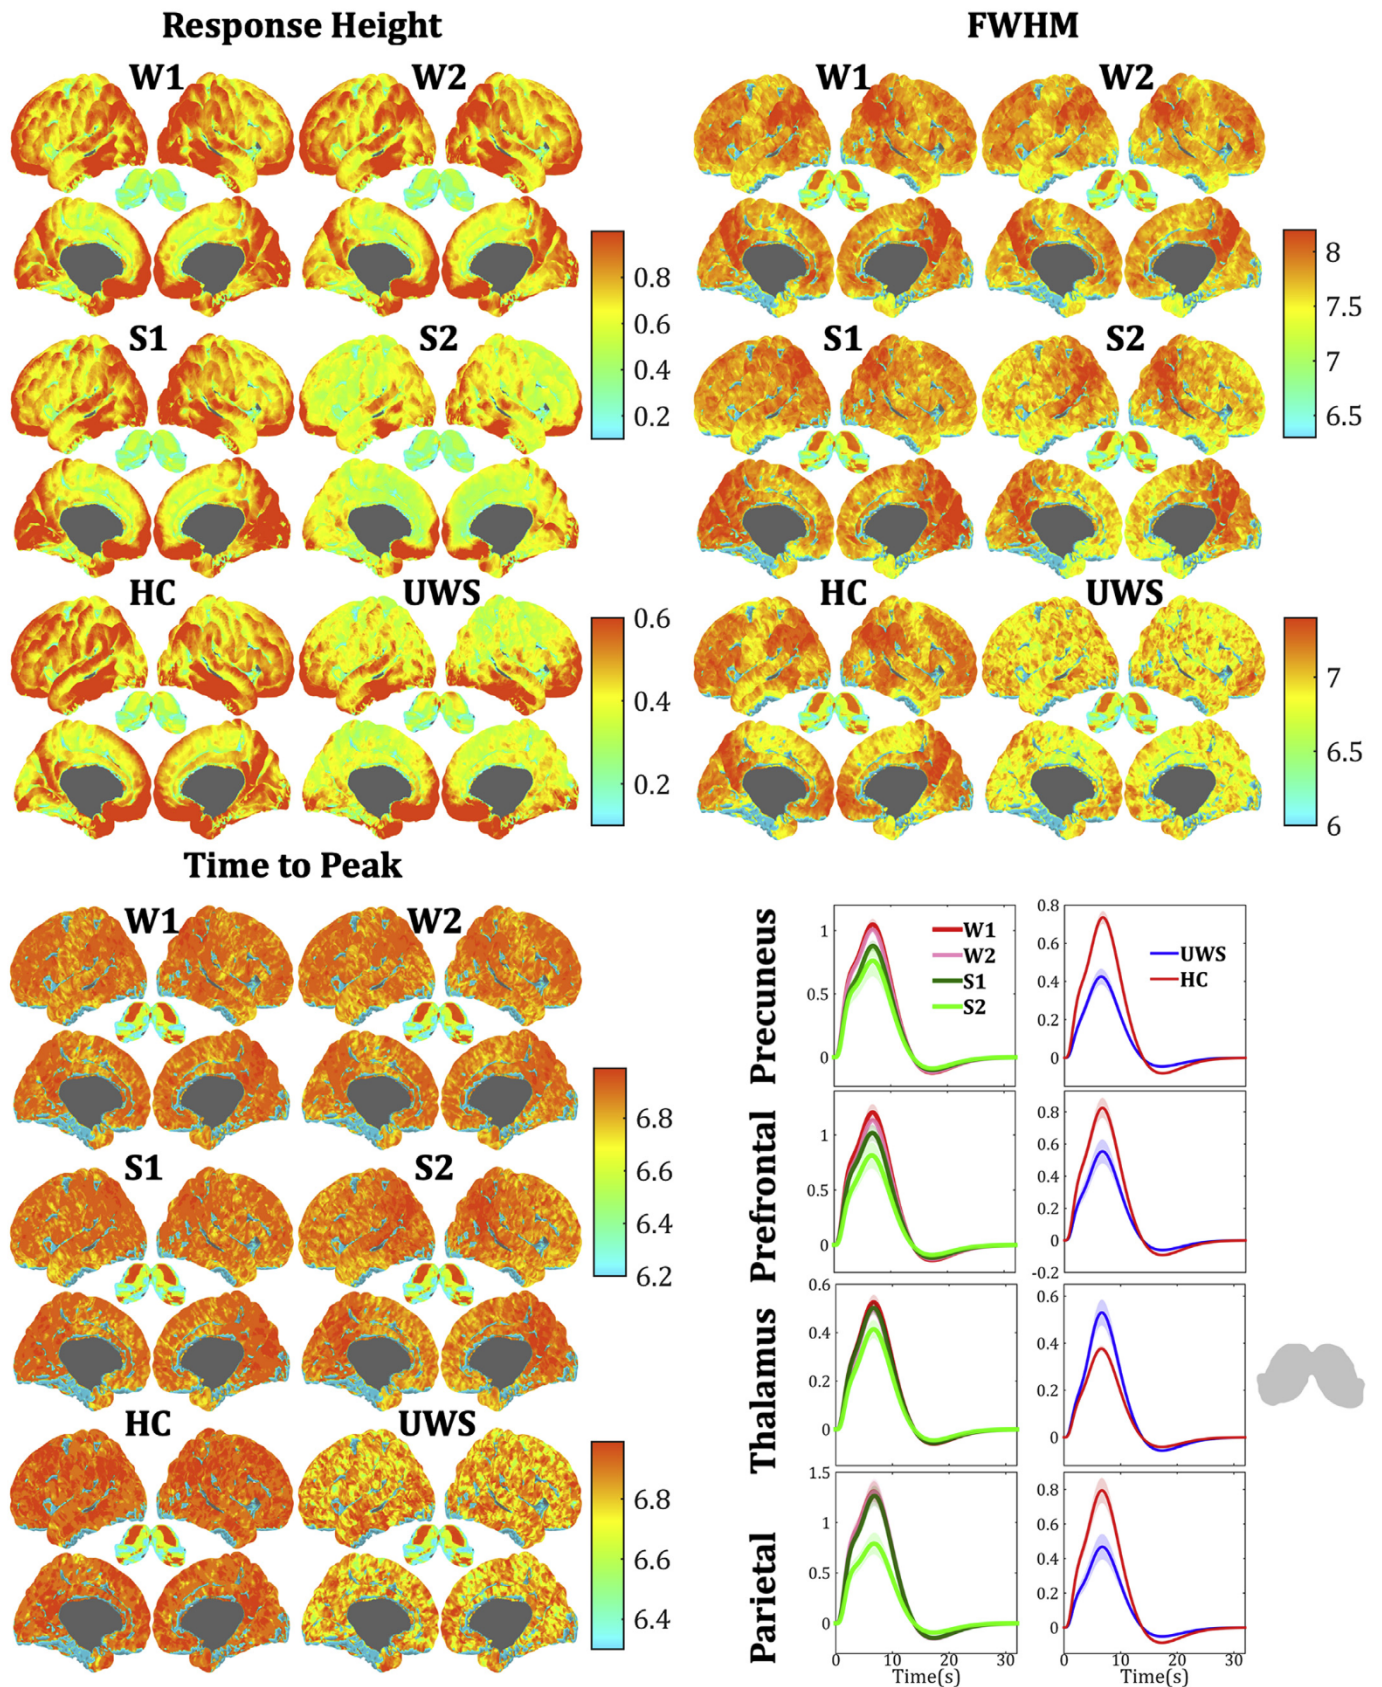 Response Height
FWHM
W1
W2
W1
W2
0.8
0.6
0.4
0.2
8
7.5
7
6.5
S1
S2
S1
S2
HC
UWS
HC
UWS
0.6
0.4
0.2
7
6.5
6
Time to Peak
W1
W2
6.8
6.6
6.4
6.2
S1
S2
HC
UWS
6.8
6.6
6.4
Precuneus
1
0.5
0
W1
W2
S1
S2
0.8
0.6
0.4
0.2
0
UWS
HC
Prefrontal
1
0.5
0
0.8
0.6
0.4
0.2
0
-0.2
Thalamus
0.6
0.4
0.2
0
0.6
0.4
0.2
0
Parietal
1.5
1
0.5
0
0 10 20 30
Time(s)
0.8
0.6
0.4
0.2
0
0 10 20 30
Time(s)